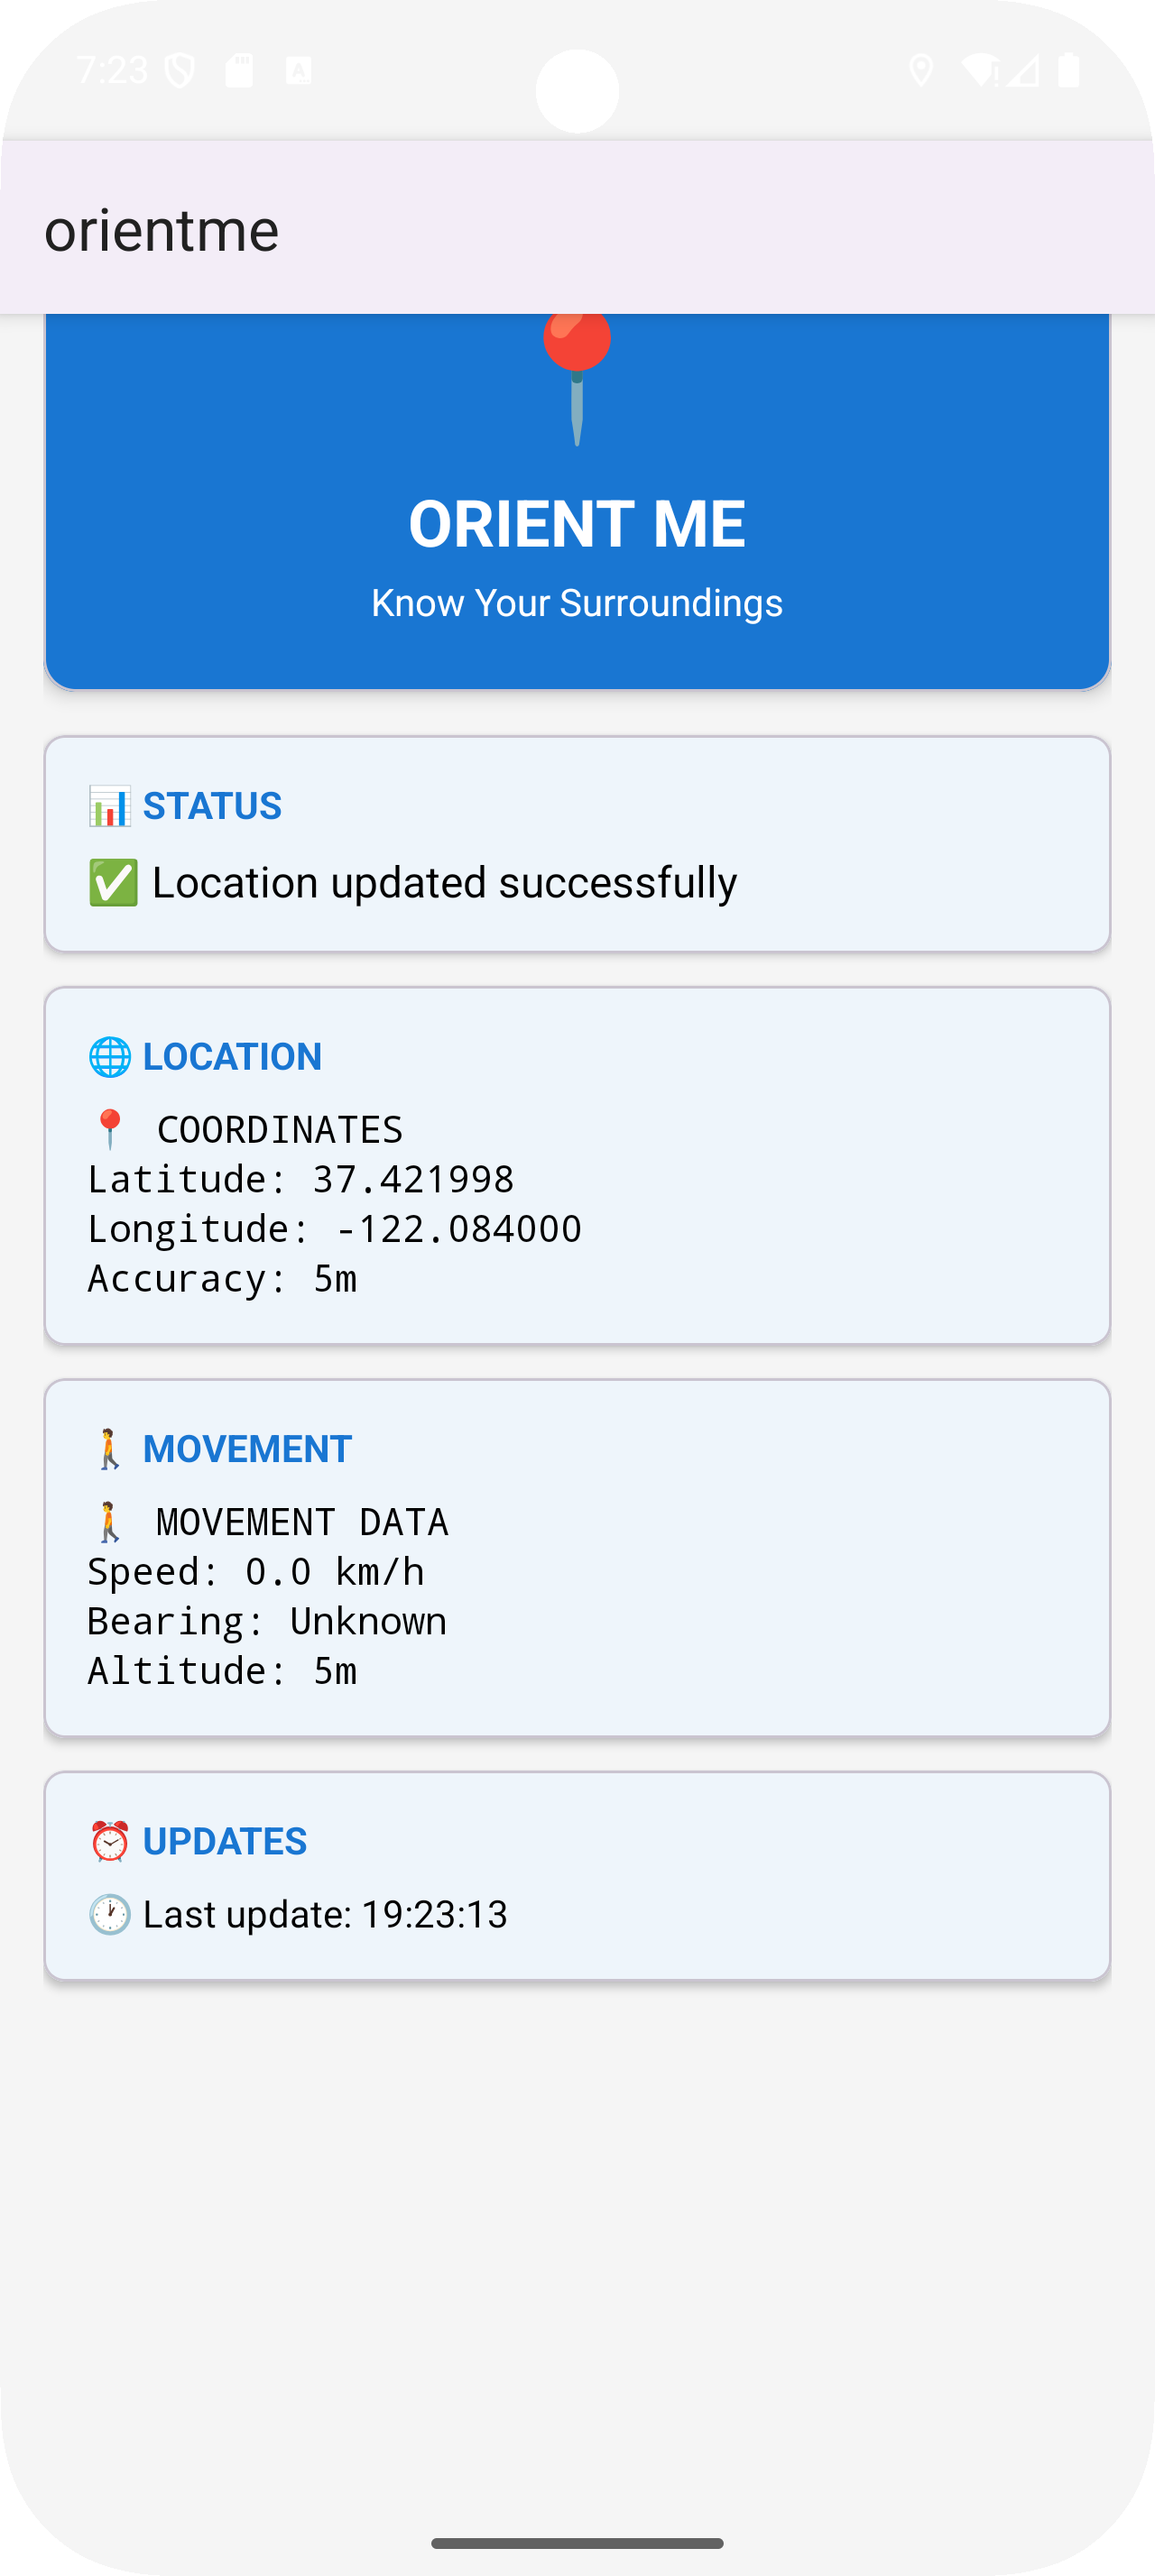 7:23
orientme
ORIENT ME
Know Your Surroundings
📊 STATUS
✅ Location updated successfully
🌐 LOCATION
📍 COORDINATES
Latitude: 37.421998
Longitude: -122.084000
Accuracy: 5m
🚶 MOVEMENT
🚶 MOVEMENT DATA
Speed: 0.0 km/h
Bearing: Unknown
Altitude: 5m
⏰ UPDATES
🕐 Last update: 19:23:13